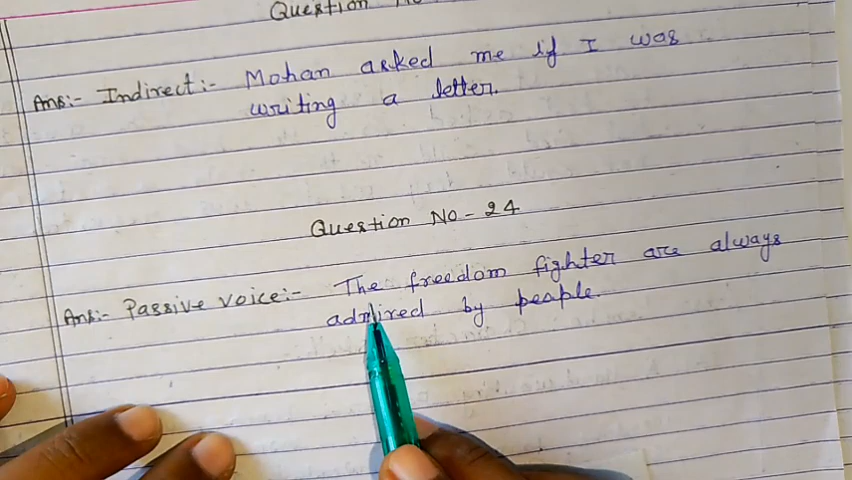 Question No
Ans:- Indirect:- Mohan asked me if I was
writing a letter.
Question No - 24
Ans:- Passive voice:- The freedom fighter are always
admired by people.